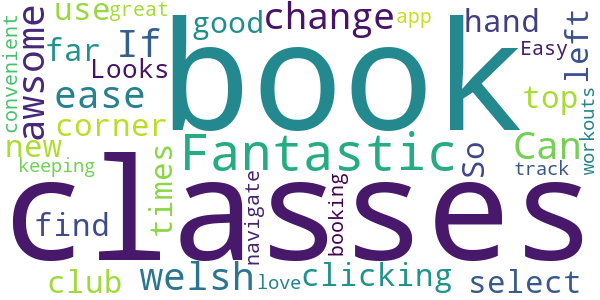 use great book change app hand
convenient awsome far If good left
Looks Easy
ease top workouts
corner
new Fantastic Can
So
keeping times track
classes
navigate booking
find
club welsh love clicking select